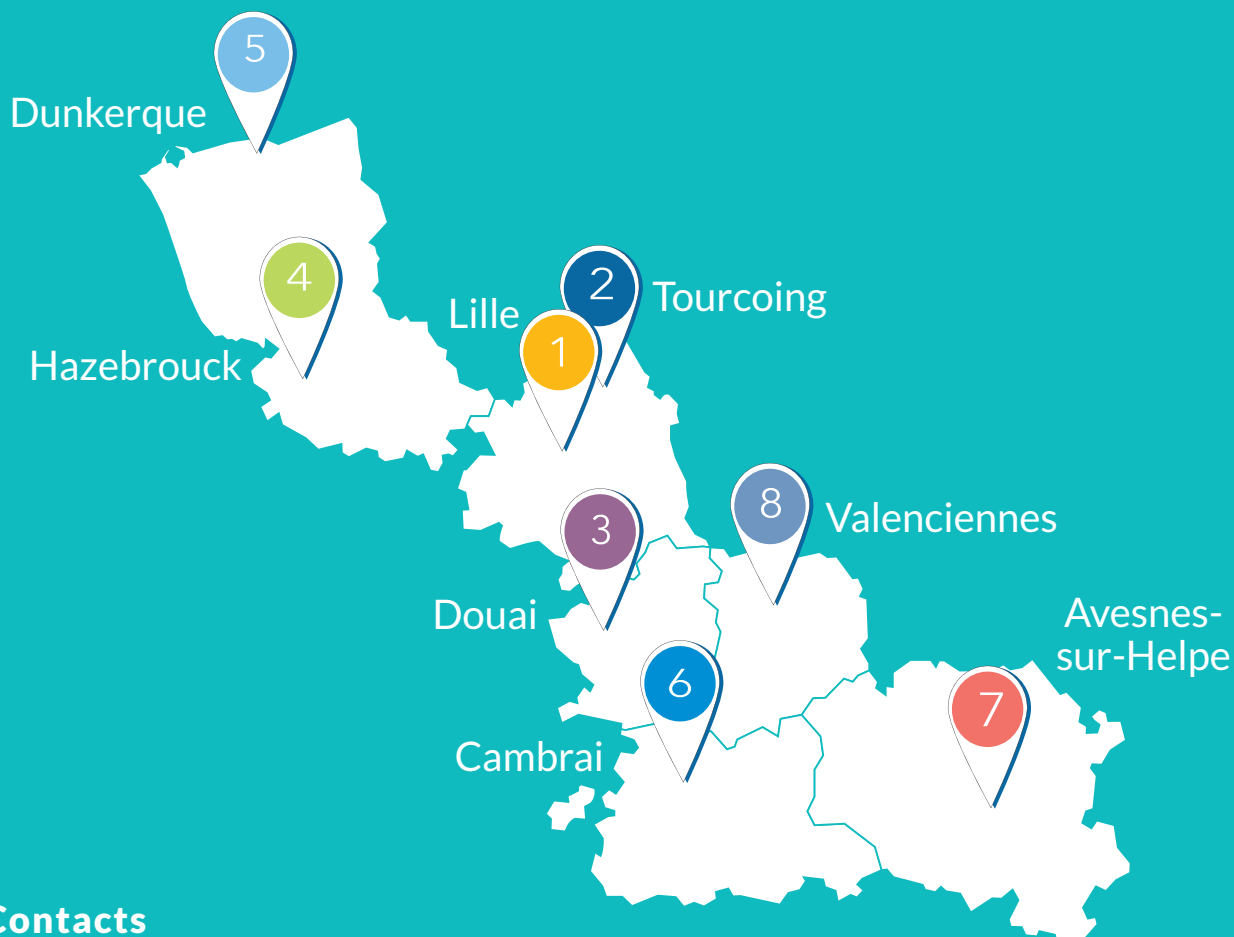 5
Dunkerque
4
2
Tourcoing
Lille
1
Hazebrouck
8
Valenciennes
3
Douai
Avesnes-
sur-Helpe
6
7
Cambrai
Contacts